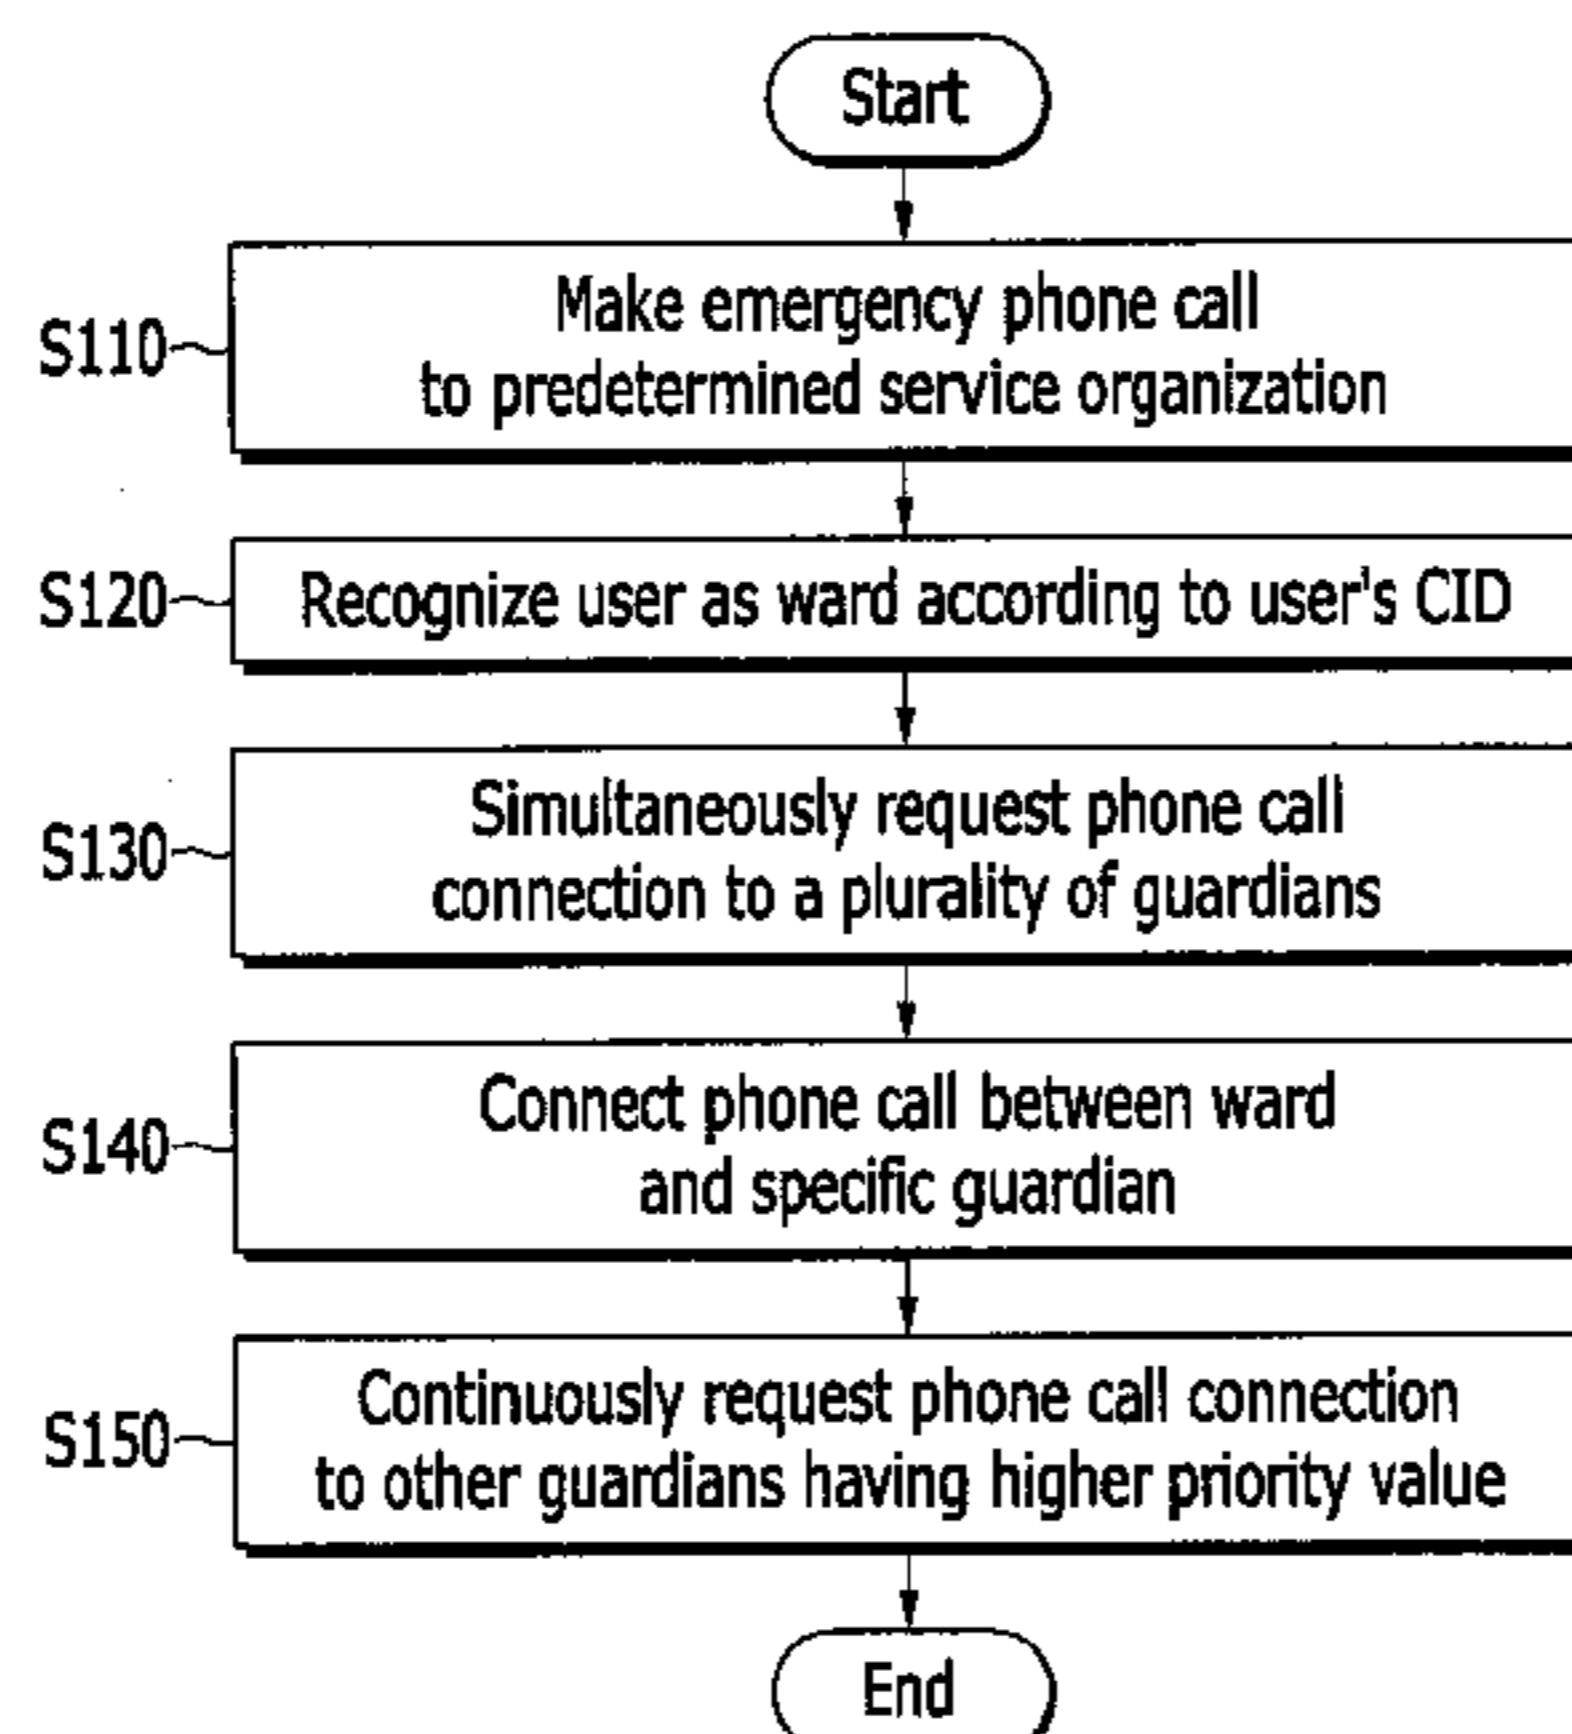 Start
S110
Make emergency phone call
to predetermined service organization
S120
Recognize user as ward according to user's CID
S130
Simultaneously request phone call
connection to a plurality of guardians
S140
Connect phone call between ward
and specific guardian
S150
Continuously request phone call connection
to other guardians having higher priority value
End